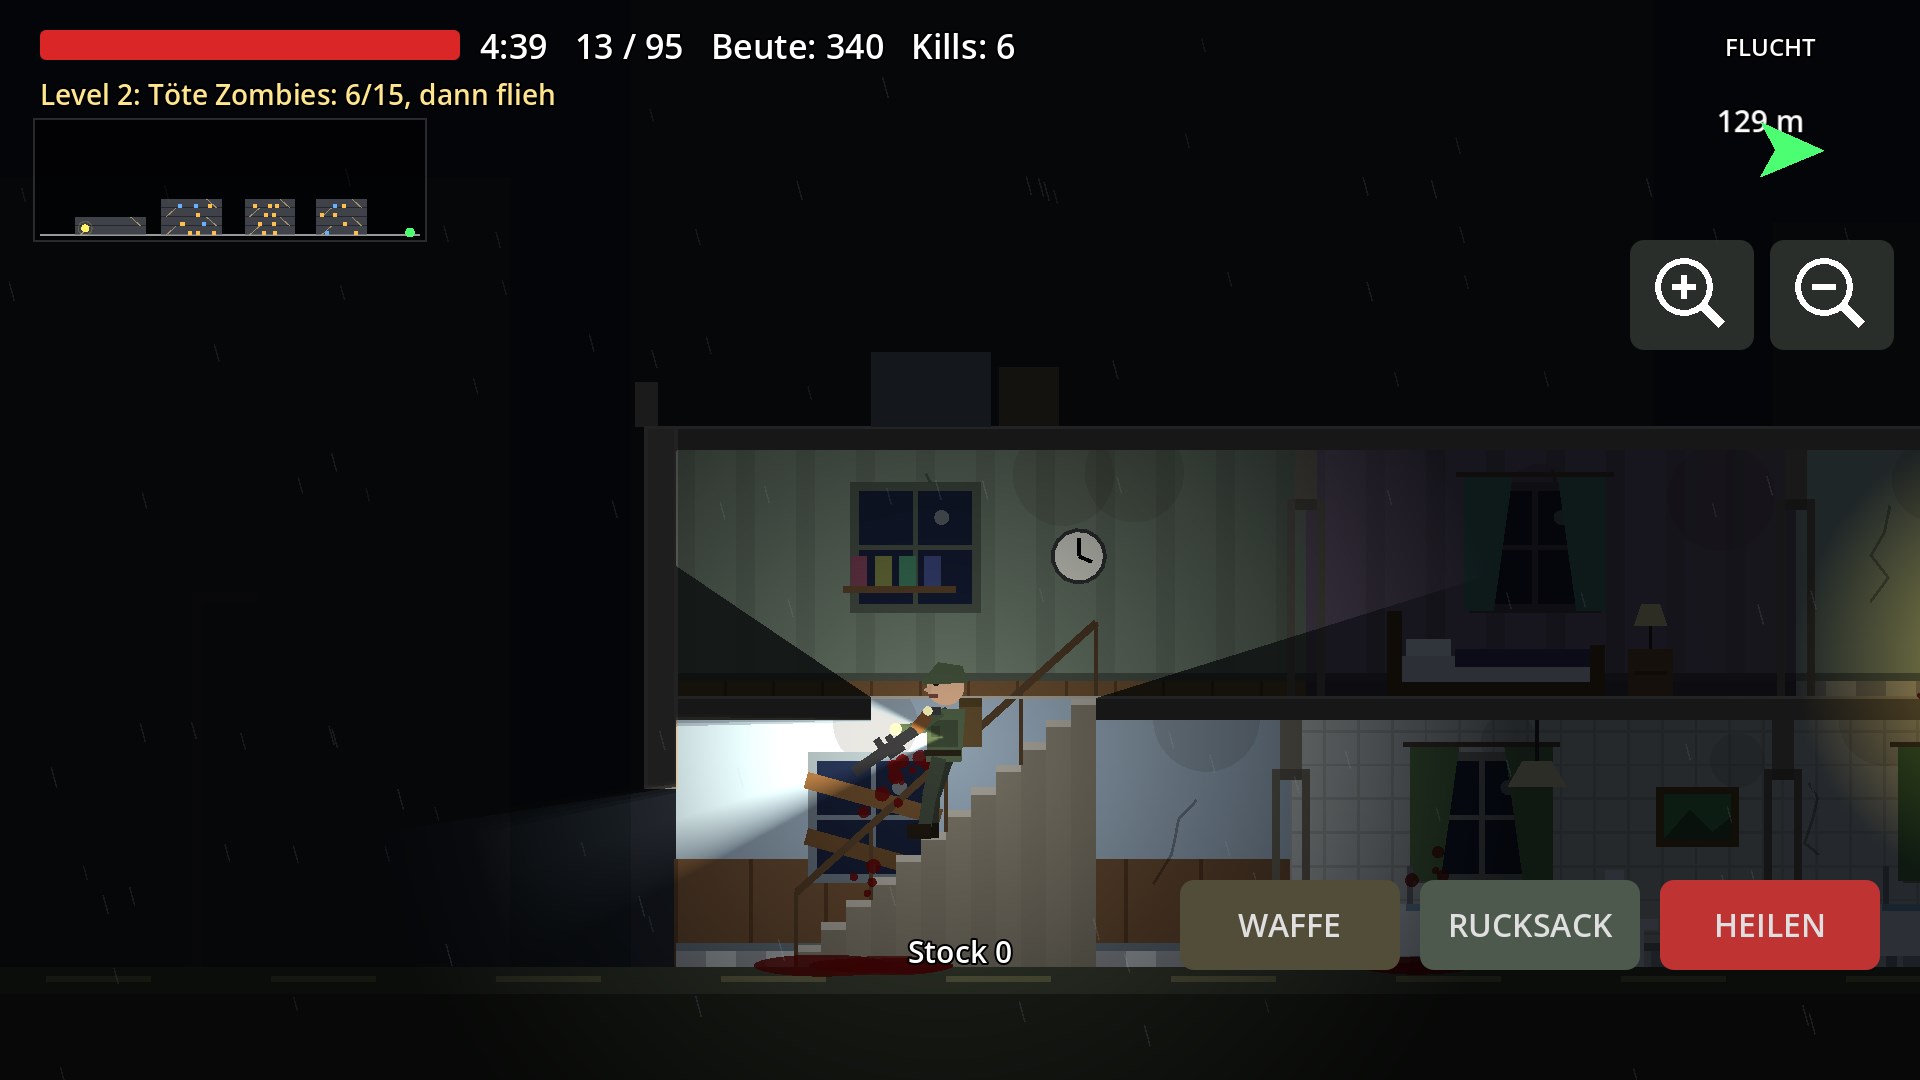 4:39 13 / 95 Beute: 340 Kills: 6
FLUCHT
Level 2: Töte Zombies: 6/15, dann flieh
129 m
WAFFE
RUCKSACK
HEILEN
Stock 0